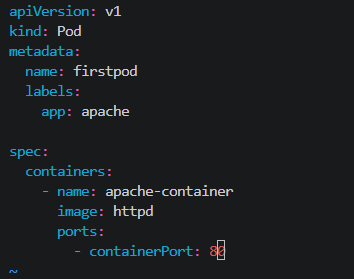 apiVersion: v1
kind: Pod
metadata:
  name: firstpod
  labels:
    app: apache

spec:
  containers:
    - name: apache-container
      image: httpd
      ports:
        - containerPort: 80
~